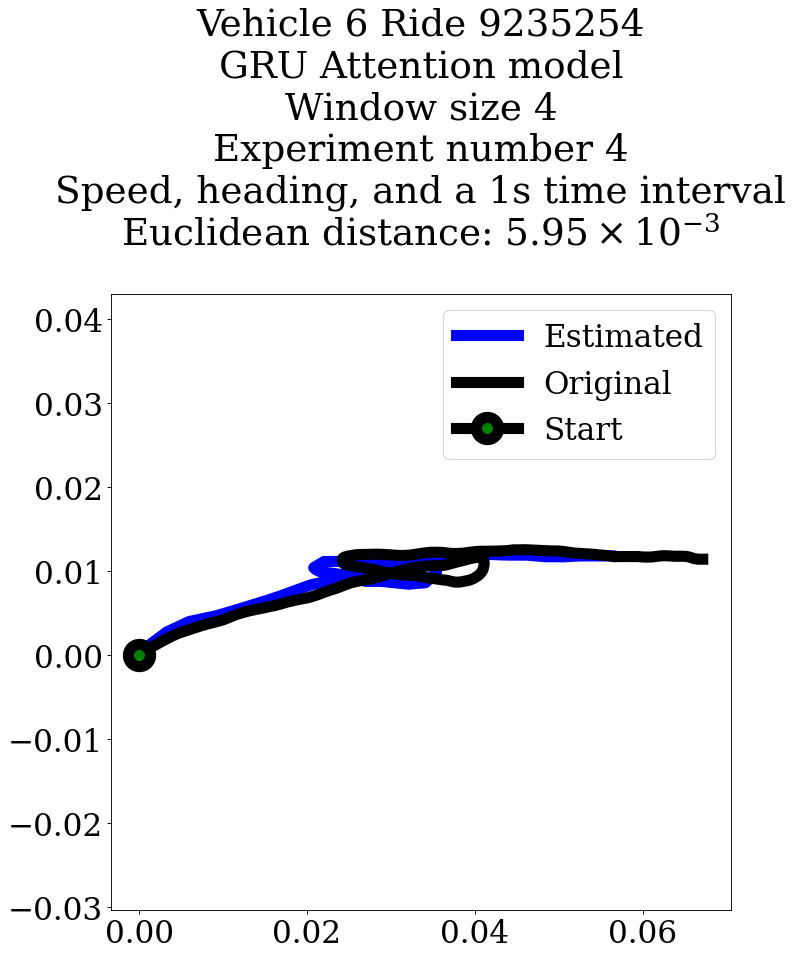 Vehicle 6 Ride 9235254
GRU Attention model
Window size 4
Experiment number 4
Speed, heading, and a 1s time interval
Euclidean distance: 5.95 × 10⁻³
Estimated
Original
Start
0.04
0.03
0.02
0.01
0.00
−0.01
−0.02
−0.03
0.00 0.02 0.04 0.06